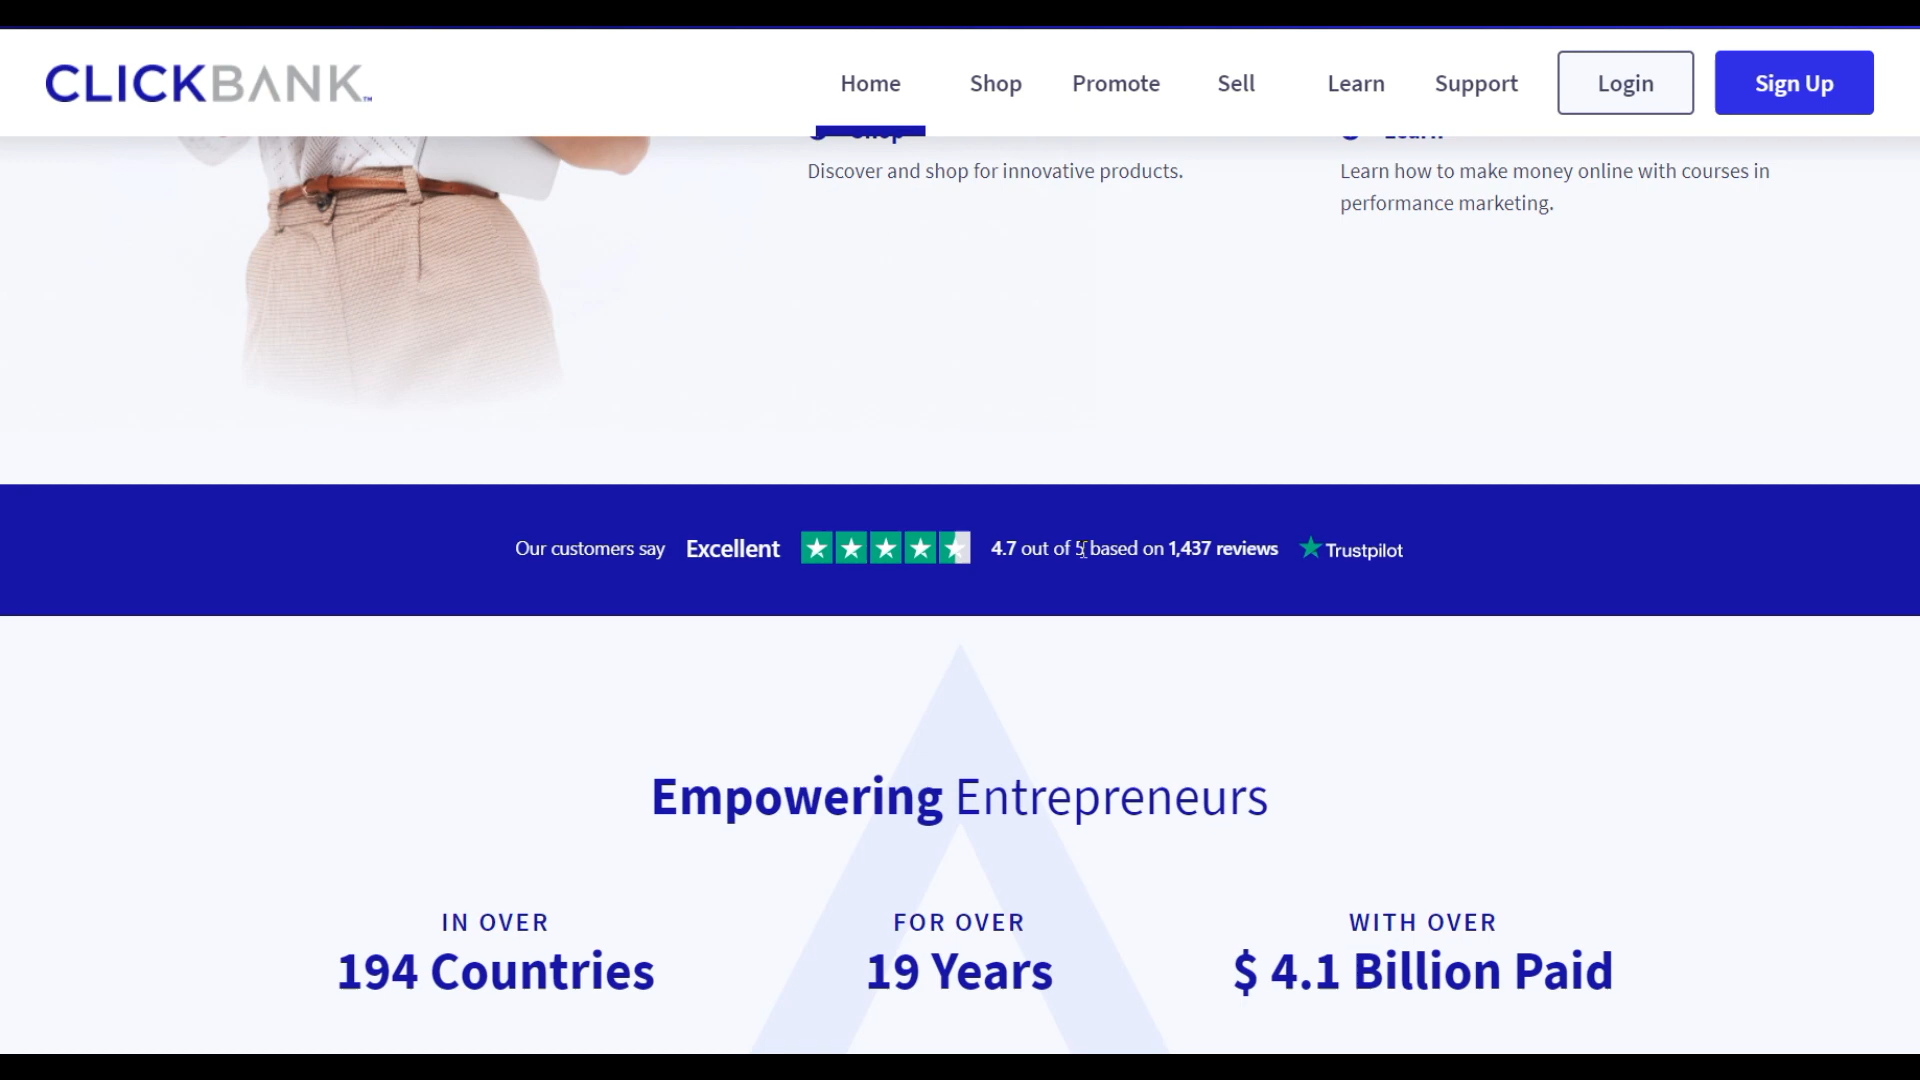 CLICKBANK™
Home Shop Promote Sell Learn Support Login Sign Up
Shop Learn
Discover and shop for innovative products.
Learn how to make money online with courses in
performance marketing.
Our customers say Excellent 4.7 out of 5 based on 1,437 reviews Trustpilot
Empowering Entrepreneurs
IN OVER
194 Countries
FOR OVER
19 Years
WITH OVER
$ 4.1 Billion Paid